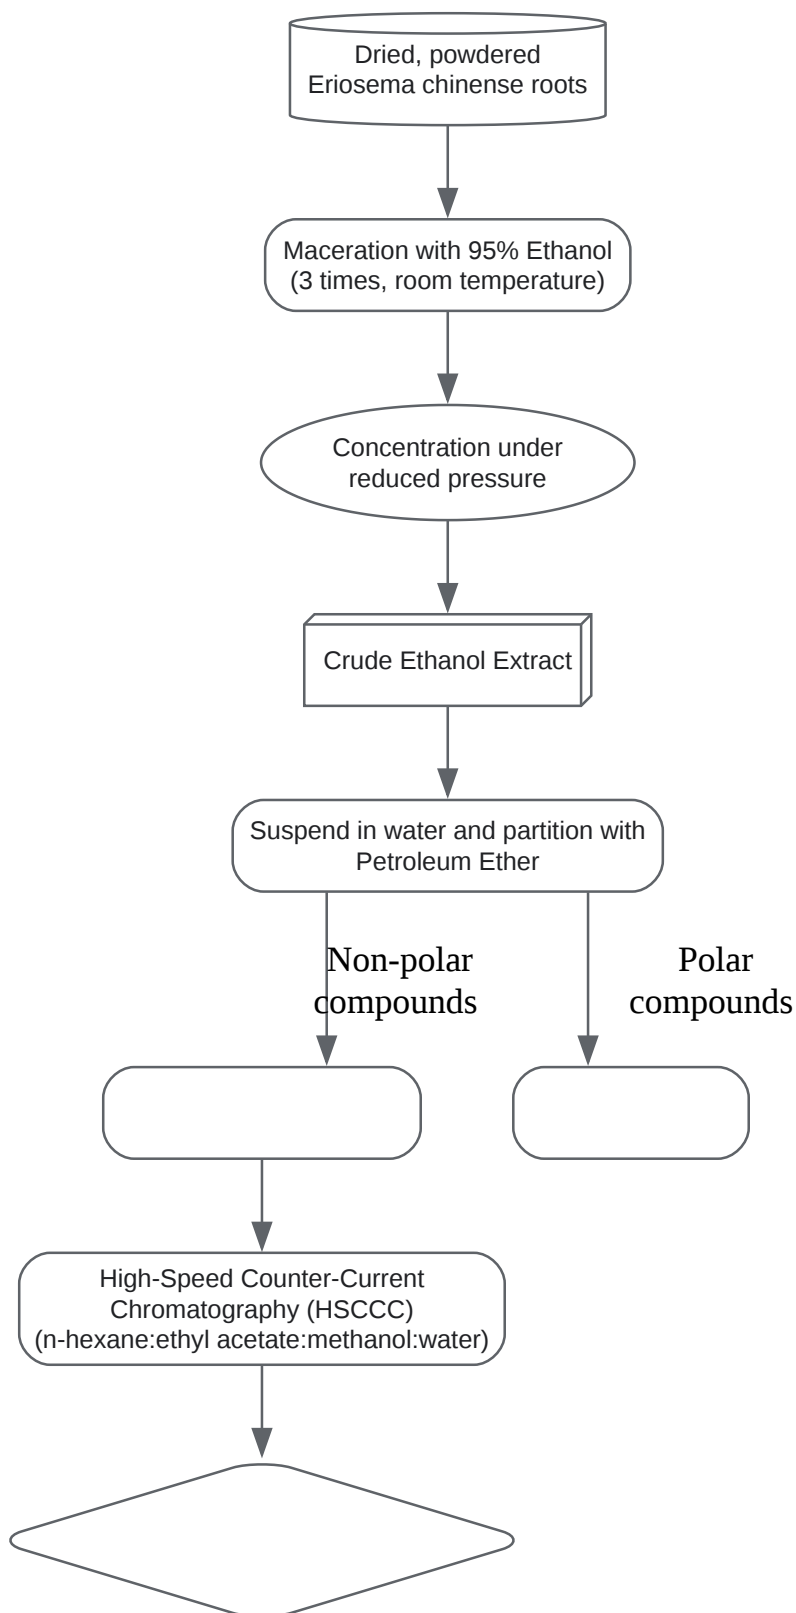 Dried, powdered
Eriosema chinense roots
Maceration with 95% Ethanol
(3 times, room temperature)
Concentration under
reduced pressure
Crude Ethanol Extract
Suspend in water and partition with
Petroleum Ether
Non-polar
compounds
Polar
compounds
High-Speed Counter-Current
Chromatography (HSCCC)
(n-hexane:ethyl acetate:methanol:water)